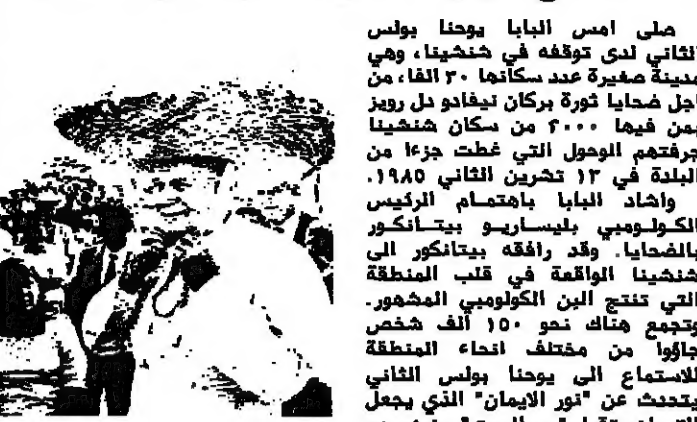 صلى امس البابا يوحنا بولس
الثاني لدى توقفه في شنشينا، وهي
مدينة صغيرة عدد سكانها ٣٠ الفا، من
اجل ضحايا ثورة بركان نيفادو دل رويز
بمن فيها ٢٠٠٠ من سكان شنشينا
جرفتهم الوحول التي غطت جزءا من
البلدة في ١٣ تشرين الثاني ١٩٨٥.
واشاد البابا باهتمام الرئيس
الكولومبي بليساريو بيتانكور
بالضحايا. وقد رافقه بيتانكور الى
شنشينا الواقعة في قلب المنطقة
التي تنتج البن الكولومبي المشهور.
وتجمع هناك نحو ١٥٠ ألف شخص
جاؤوا من مختلف انحاء المنطقة
للاستماع الى يوحنا بولس الثاني
يتحدث عن "نور الايمان" الذي يجعل